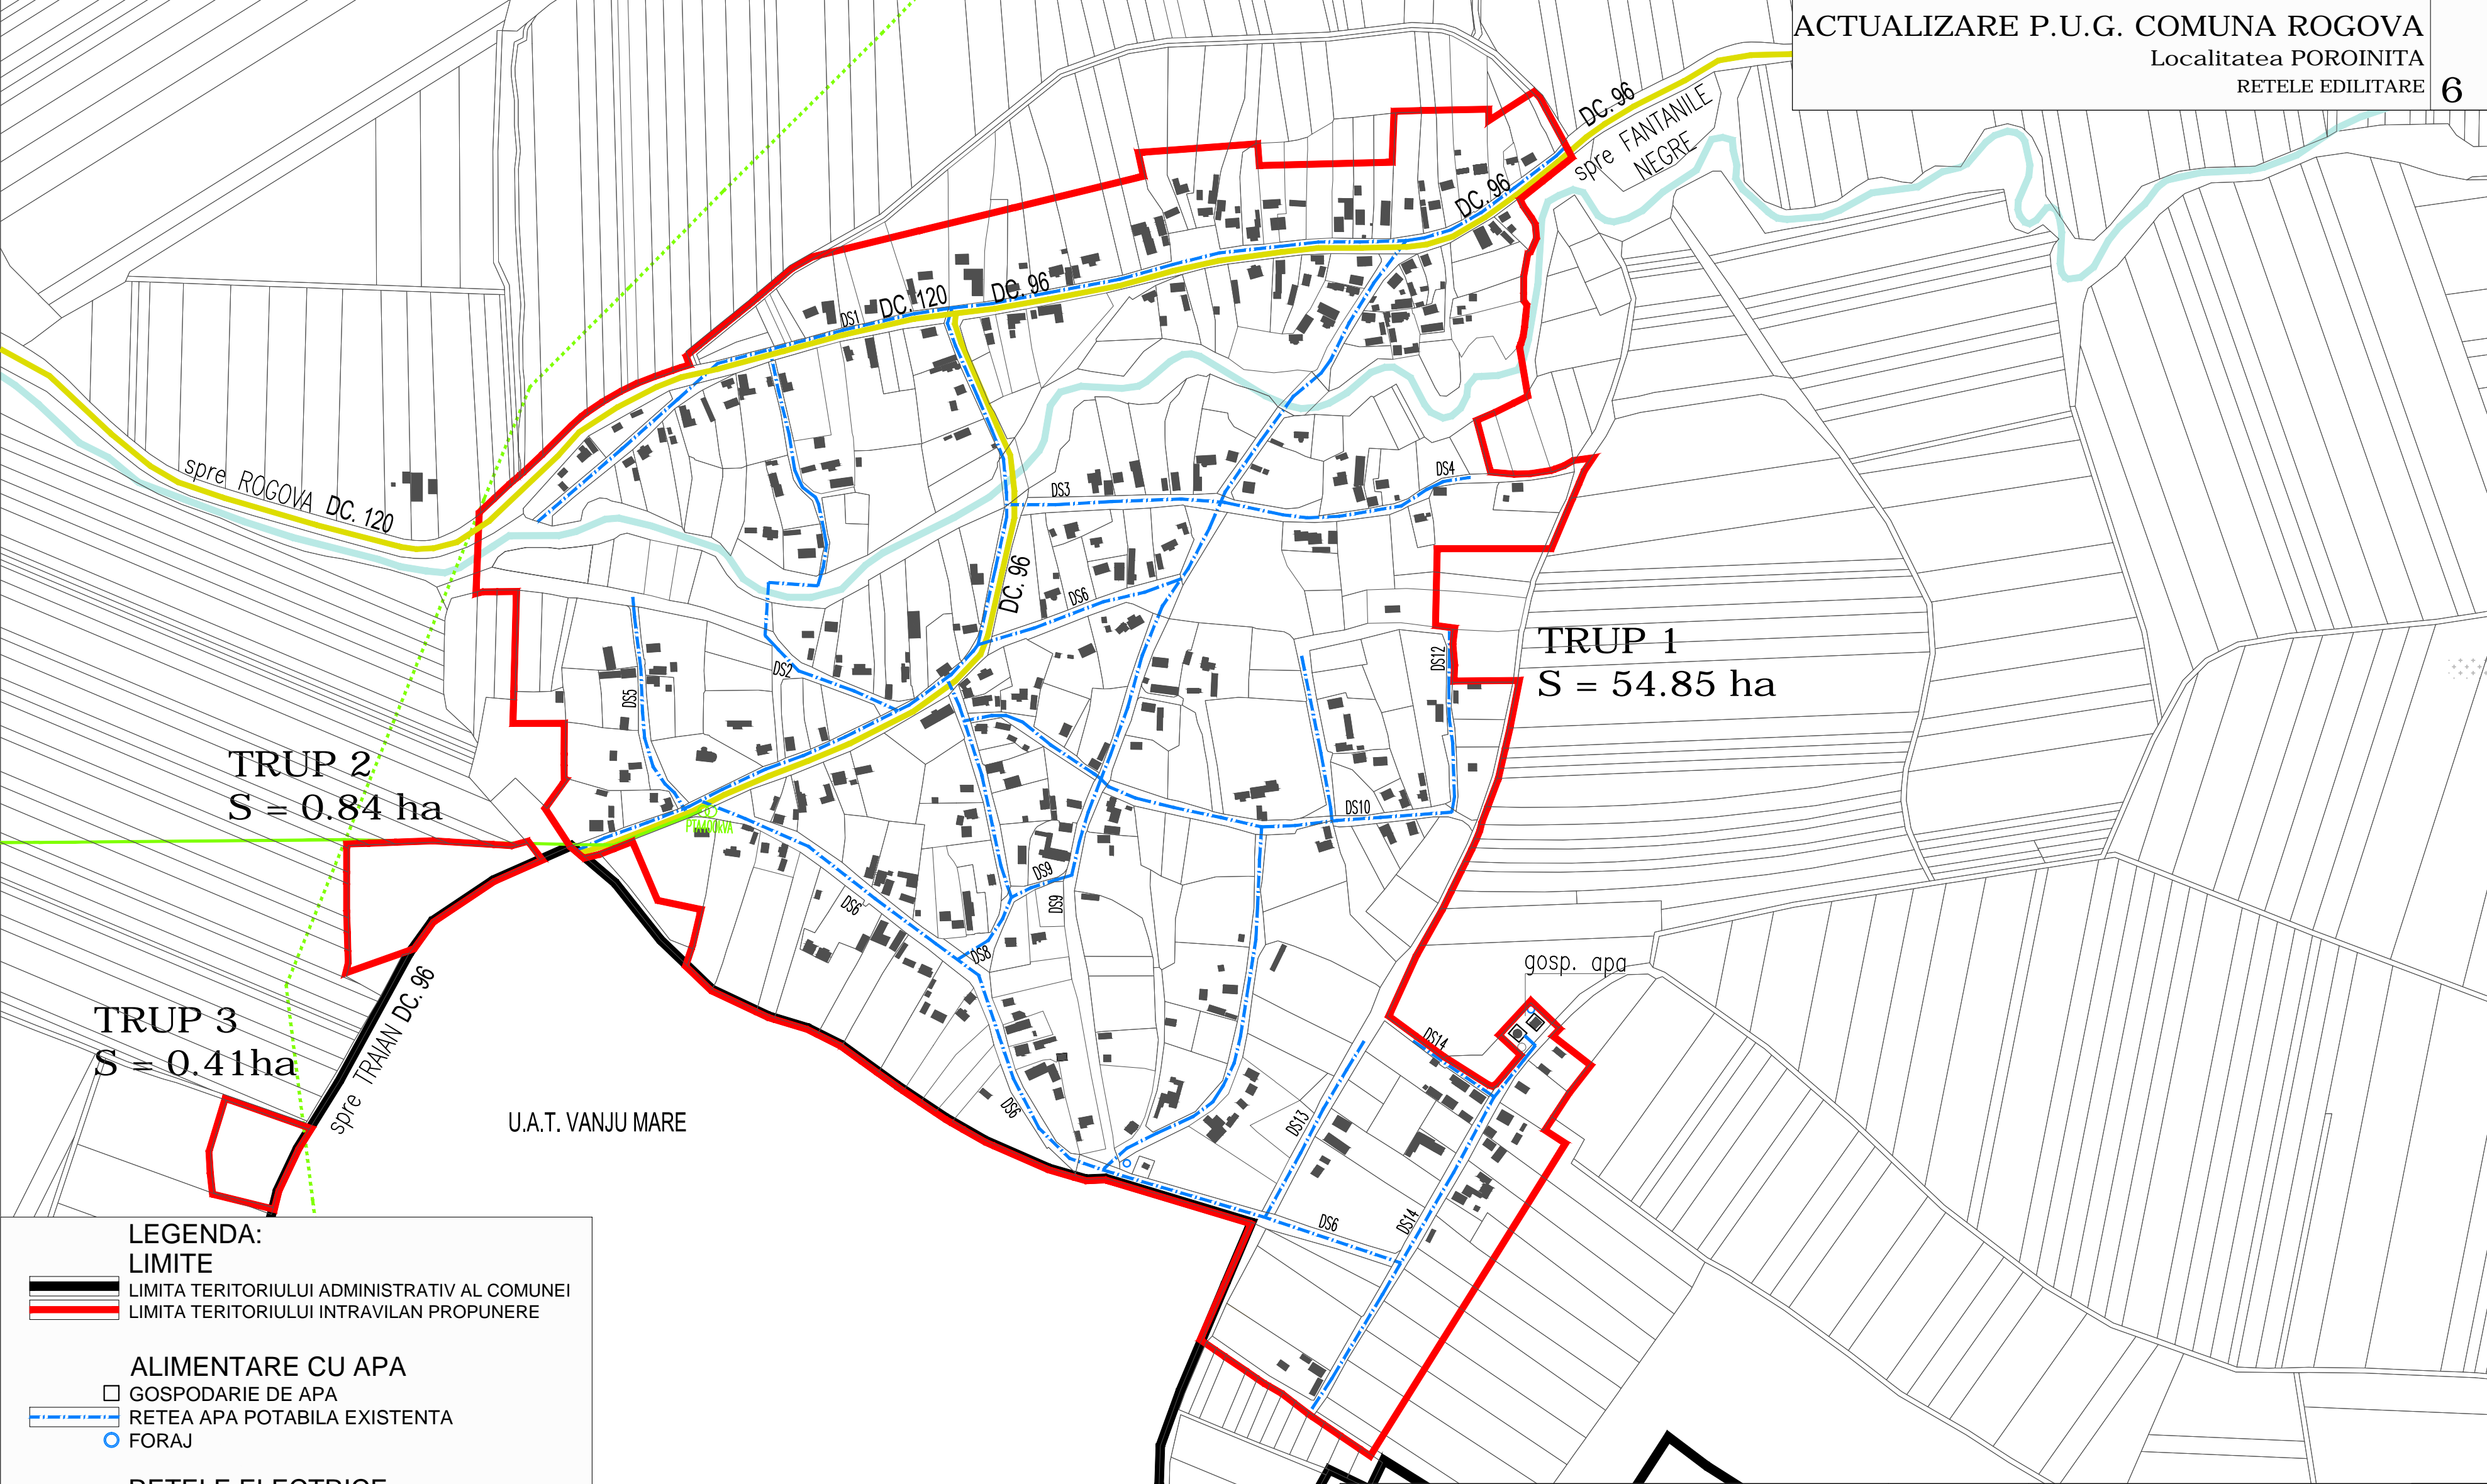 ACTUALIZARE P.U.G. COMUNA ROGOVA
Localitatea POROINITA
RETELE EDILITARE
6
DC. 96
spre FANTANILE
NEGRE
DC. 96
DC. 96
DC. 120
DS1
spre ROGOVA DC. 120
DS3
DS4
DC. 96
DS6
DS2
DS5
DS12
TRUP 1
S = 54.85 ha
TRUP 2
S = 0.84 ha
DS10
DS9
DS9
DS6
DS8
gosp. apa
TRUP 3
S = 0.41ha
spre TRAIAN DC. 96
DS14
DS6
DS13
U.A.T. VANJU MARE
DS6
DS14
LEGENDA:
LIMITE
LIMITA TERITORIULUI ADMINISTRATIV AL COMUNEI
LIMITA TERITORIULUI INTRAVILAN PROPUNERE
ALIMENTARE CU APA
GOSPODARIE DE APA
RETEA APA POTABILA EXISTENTA
FORAJ
RETELE ELECTRICE